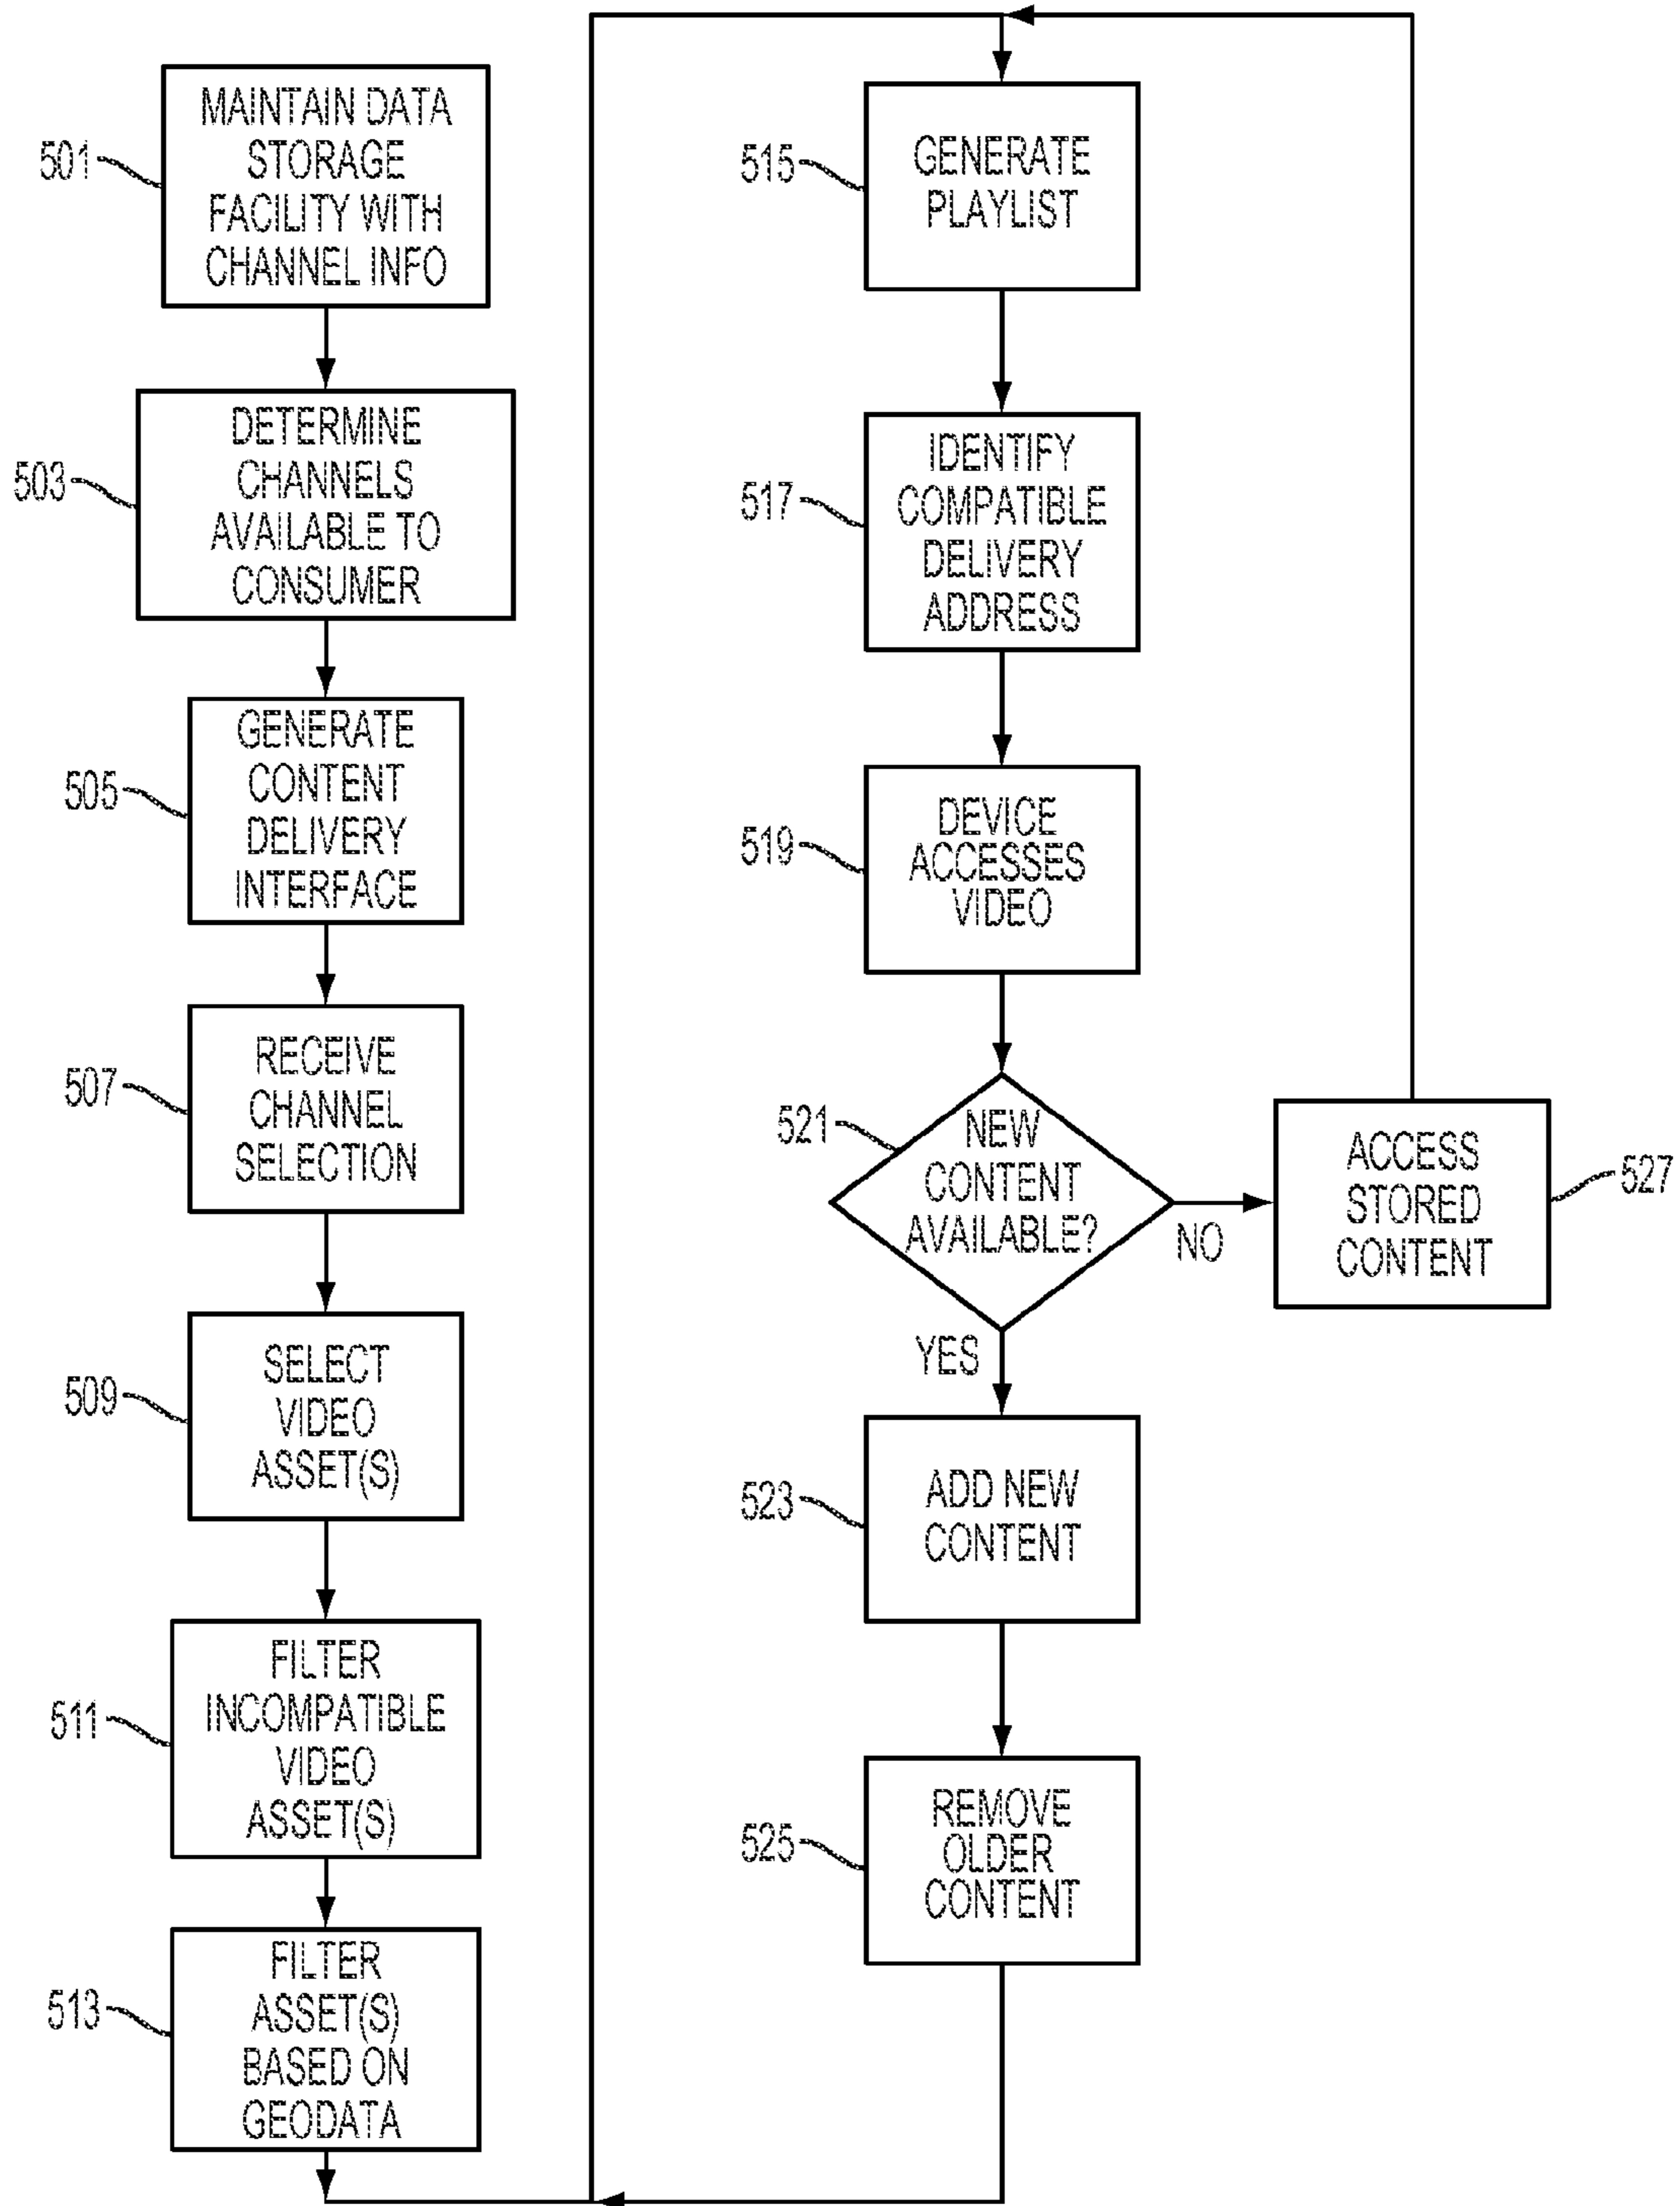 501
MAINTAIN DATA
STORAGE
FACILITY WITH
CHANNEL INFO
503
DETERMINE
CHANNELS
AVAILABLE TO
CONSUMER
505
GENERATE
CONTENT
DELIVERY
INTERFACE
507
RECEIVE
CHANNEL
SELECTION
509
SELECT
VIDEO
ASSET(S)
511
FILTER
INCOMPATIBLE
VIDEO
ASSET(S)
513
FILTER
ASSET(S)
BASED ON
GEODATA
515
GENERATE
PLAYLIST
517
IDENTIFY
COMPATIBLE
DELIVERY
ADDRESS
519
DEVICE
ACCESSES
VIDEO
521
NEW
CONTENT
AVAILABLE?
NO
ACCESS
STORED
CONTENT
527
YES
523
ADD NEW
CONTENT
525
REMOVE
OLDER
CONTENT